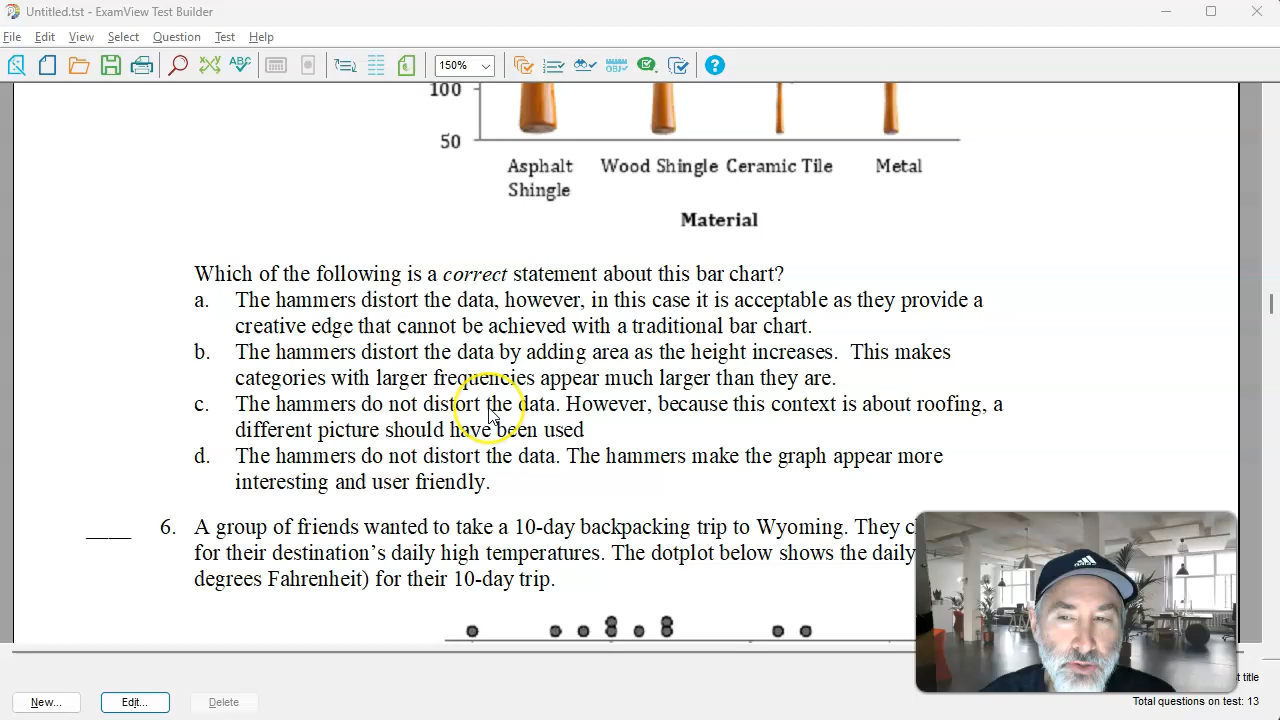 Untitled.tst - ExamView Test Builder
File Edit View Select Question Test Help
ABC 150% OBJ ?
100
50
Asphalt Shingle Wood Shingle Ceramic Tile Metal
Material
Which of the following is a correct statement about this bar chart?
a. The hammers distort the data, however, in this case it is acceptable as they provide a
creative edge that cannot be achieved with a traditional bar chart.
b. The hammers distort the data by adding area as the height increases. This makes
categories with larger frequencies appear much larger than they are.
c. The hammers do not distort the data. However, because this context is about roofing, a
different picture should have been used
d. The hammers do not distort the data. The hammers make the graph appear more
interesting and user friendly.
6. A group of friends wanted to take a 10-day backpacking trip to Wyoming. They
for their destination’s daily high temperatures. The dotplot below shows the daily
degrees Fahrenheit) for their 10-day trip.
title
New... Edit... Delete
Total questions on test: 13